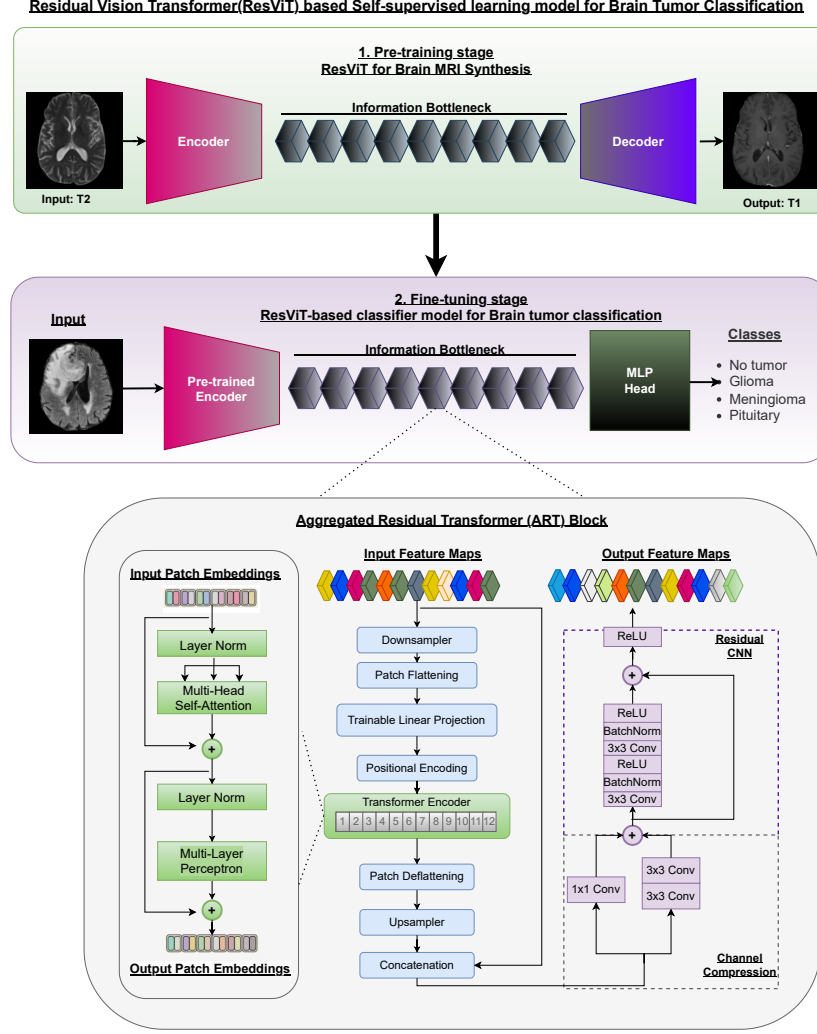 Residual Vision Transformer(ResViT) based Self-supervised learning model for Brain Tumor Classification
1. Pre-training stage
ResViT for Brain MRI Synthesis
Information Bottleneck
Encoder
Decoder
Input: T2
Output: T1
2. Fine-tuning stage
ResViT-based classifier model for Brain tumor classification
Input
Information Bottleneck
Pre-trained
Encoder
MLP
Head
Classes
No tumor
Glioma
Meningioma
Pituitary
Aggregated Residual Transformer (ART) Block
Input Patch Embeddings
Layer Norm
Multi-Head
Self-Attention
+
Layer Norm
Multi-Layer
Perceptron
+
Output Patch Embeddings
Input Feature Maps
Downsampler
Patch Flattening
Trainable Linear Projection
Positional Encoding
Transformer Encoder
1 2 3 4 5 6 7 8 9 10 11 12
Patch Deflattening
Upsampler
Concatenation
Output Feature Maps
ReLU
Residual
CNN
+
ReLU
BatchNorm
3x3 Conv
ReLU
BatchNorm
3x3 Conv
+
1x1 Conv
3x3 Conv
3x3 Conv
Channel
Compression